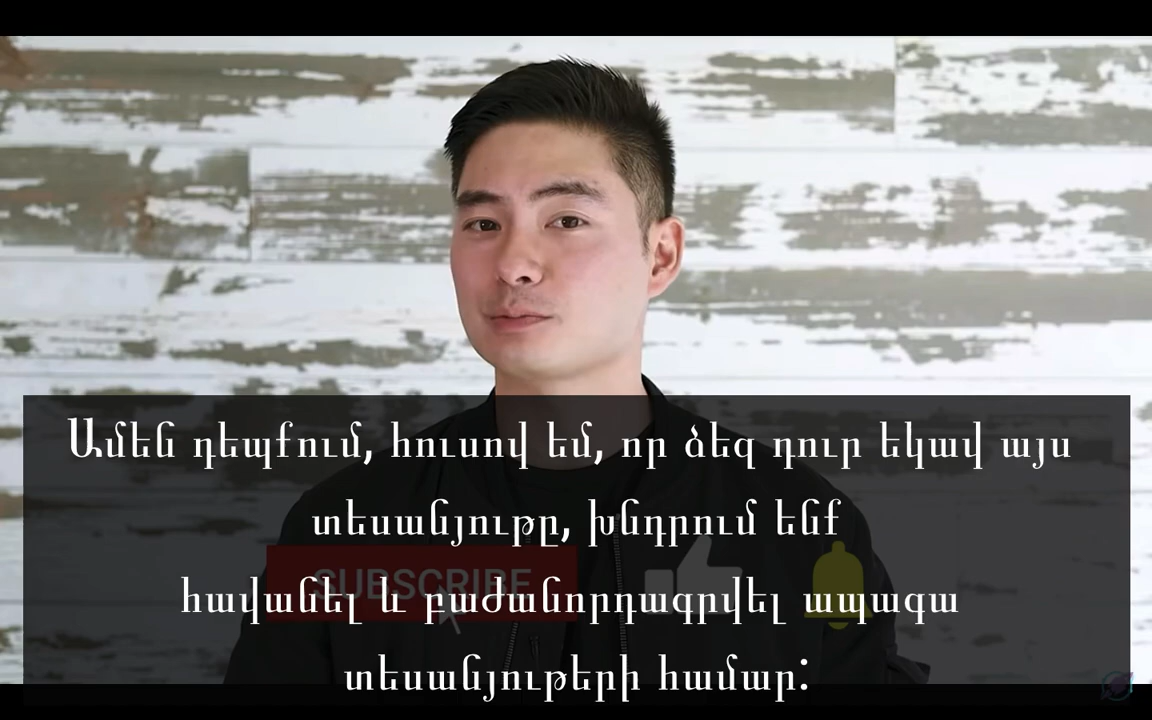 Ամեն դեպքում, հուսով եմ, որ ձեզ դուր եկավ այս
տեսանյութը, խնդրում ենք
հավանել և բաժանորդագրվել ապագա
տեսանյութերի համար:
SUBSCRIBE